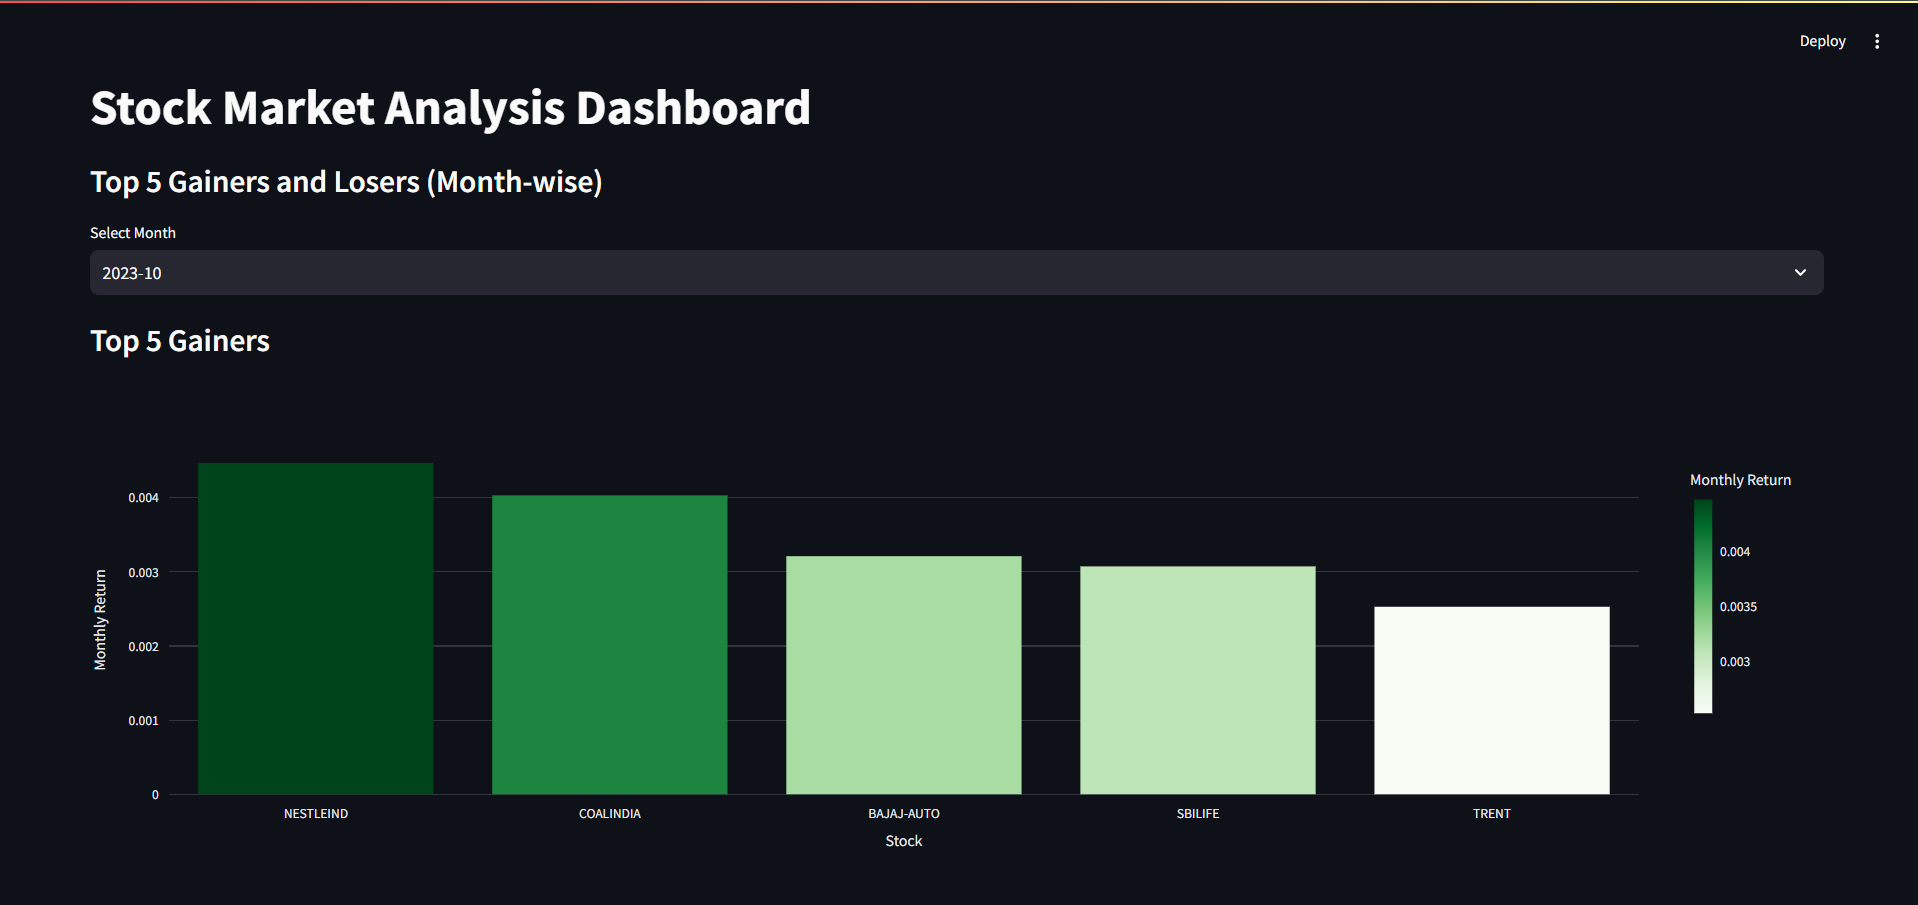 Deploy
Stock Market Analysis Dashboard
Top 5 Gainers and Losers (Month-wise)
Select Month
2023-10
Top 5 Gainers
Monthly Return
0.004
0.003
0.002
0.001
0
NESTLEIND
COALINDIA
BAJAJ-AUTO
SBILIFE
TRENT
Stock
Monthly Return
0.004
0.0035
0.003